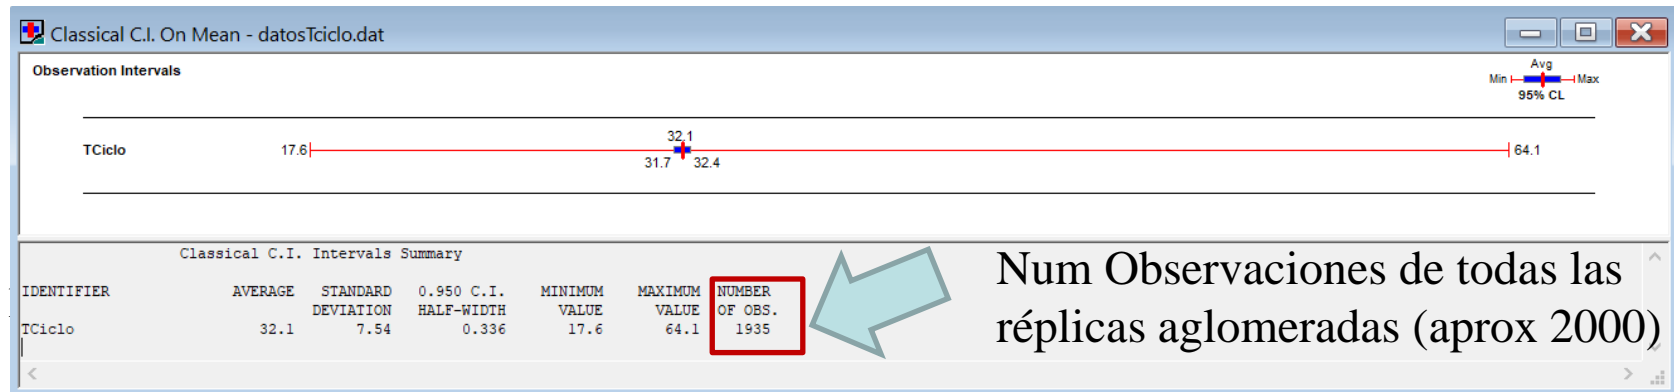 Classical C.I. On Mean - datosTciclo.dat
Observation Intervals
Avg
Min Max
95% CL
TCiclo 17.6 32.1 64.1
31.7 32.4
Classical C.I. Intervals Summary
IDENTIFIER AVERAGE STANDARD 0.950 C.I. MINIMUM MAXIMUM NUMBER
DEVIATION HALF-WIDTH VALUE VALUE OF OBS.
TCiclo 32.1 7.54 0.336 17.6 64.1 1935
Num Observaciones de todas las
réplicas aglomeradas (aprox 2000)